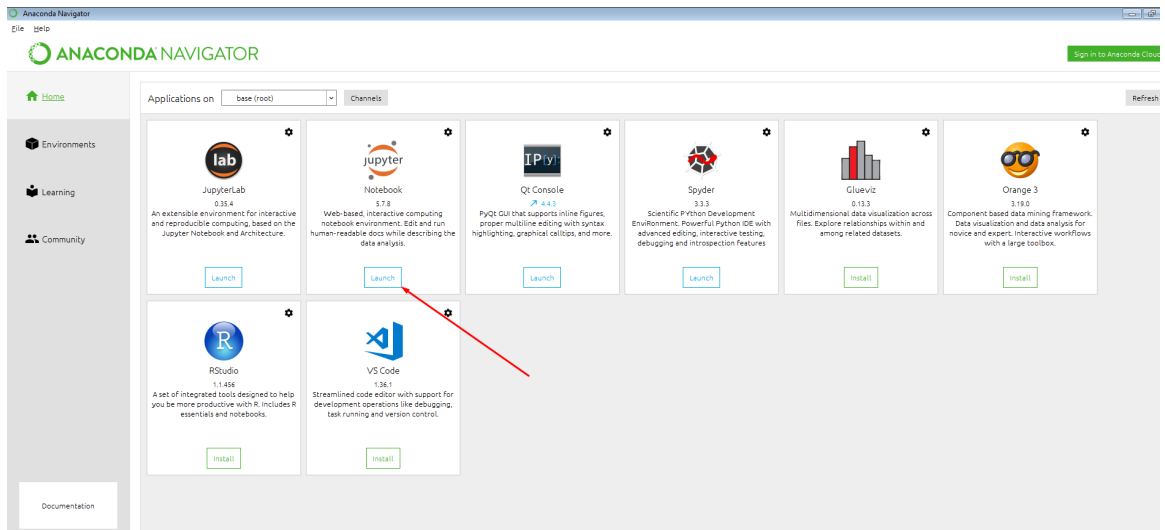 Anaconda Navigator
File Help
ANACONDA NAVIGATOR
Sign in to Anaconda Cloud
Home
Environments
Learning
Community
Documentation
Applications on base (root) Channels
Refresh
lab
JupyterLab
0.35.4
An extensible environment for interactive
and reproducible computing, based on the
Jupyter Notebook and Architecture.
Launch
jupyter
Notebook
5.7.8
Web-based, interactive computing
notebook environment. Edit and run
human-readable docs while describing the
data analysis.
Launch
IP[y]:
Qt Console
4.4.3
PyQt GUI that supports inline figures,
proper multiline editing with syntax
highlighting, graphical calltips, and more.
Launch
Spyder
3.3.3
Scientific PYthon Development
EnviRonment. Powerful Python IDE with
advanced editing, interactive testing,
debugging and introspection features
Launch
Glueviz
0.13.3
Multidimensional data visualization across
files. Explore relationships within and
among related datasets.
Install
Orange 3
3.19.0
Component based data mining framework.
Data visualization and data analysis for
novice and expert. Interactive workflows
with a large toolbox.
Install
R
RStudio
1.1.456
A set of integrated tools designed to help
you be more productive with R. Includes R
essentials and notebooks.
Install
VS Code
1.36.1
Streamlined code editor with support for
development operations like debugging,
task running and version control.
Install